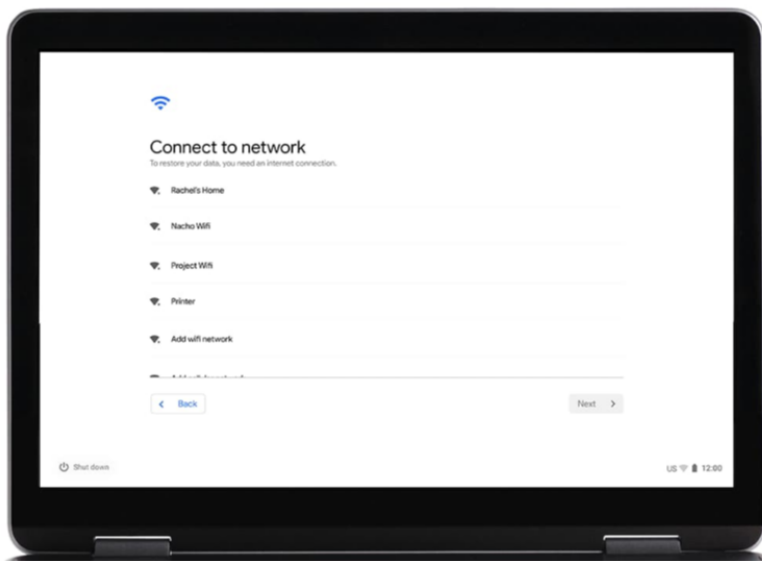 Connect to network
To restore your data, you need an internet connection.
Rachel's Home
Nacho Wifi
Project Wifi
Printer
Add wifi network
Back
Next
Shut down
US 12:00